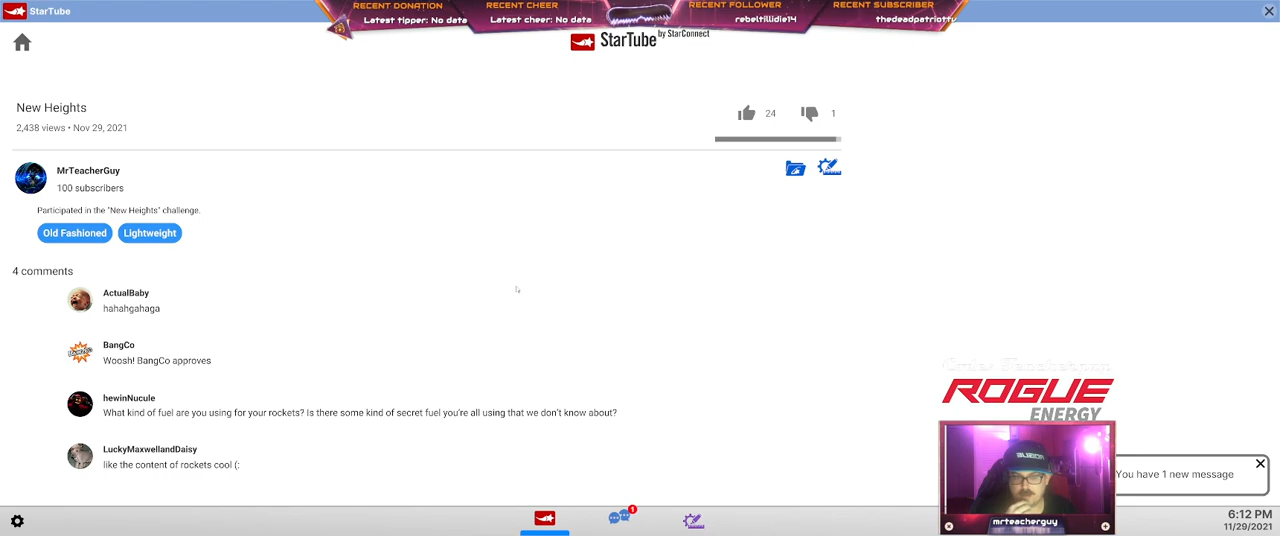 StarTube
RECENT DONATION
Latest tipper: No data
RECENT CHEER
Latest cheer: No data
RECENT FOLLOWER
rebeltillidie14
RECENT SUBSCRIBER
thedeadpatriottv
StarTube by StarConnect
New Heights
2,438 views • Nov 29, 2021
24
1
MrTeacherGuy
100 subscribers
Participated in the "New Heights" challenge.
Old Fashioned
Lightweight
4 comments
ActualBaby
hahahgahaga
BangCo
Woosh! BangCo approves
hewinNucule
What kind of fuel are you using for your rockets? Is there some kind of secret fuel you're all using that we don't know about?
LuckyMaxwellandDaisy
like the content of rockets cool (:
ROGUE
ENERGY
mrteacherguy
You have 1 new message
1
6:12 PM
11/29/2021